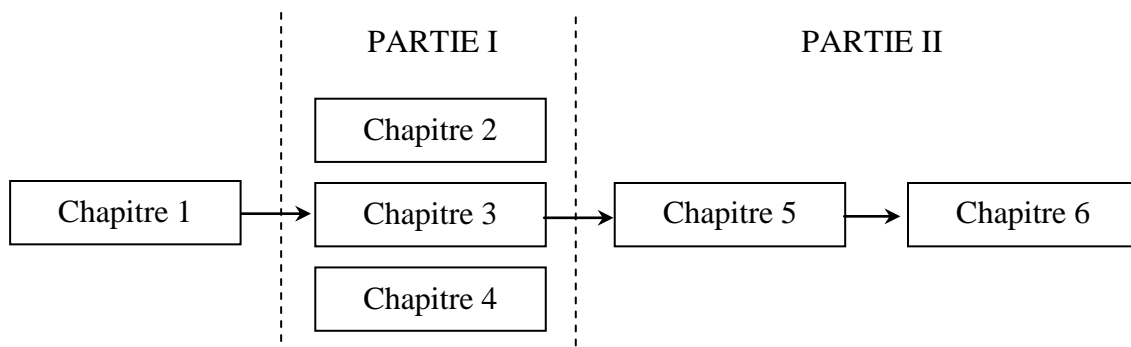 PARTIE I
PARTIE II
Chapitre 1
Chapitre 2
Chapitre 3
Chapitre 4
Chapitre 5
Chapitre 6